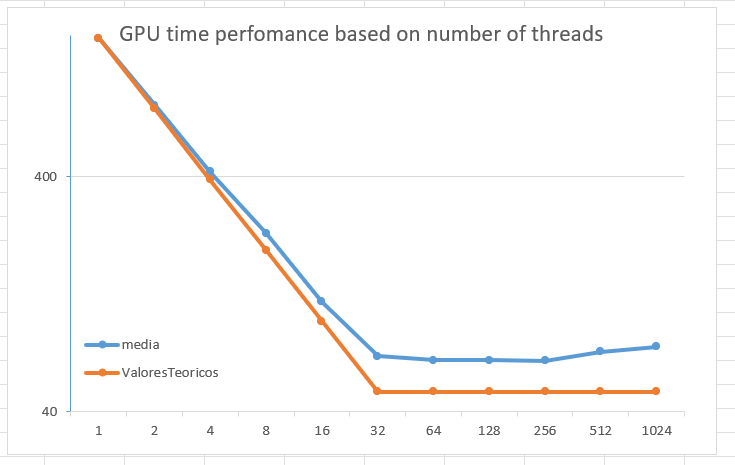 GPU time perfomance based on number of threads
400
media
ValoresTeoricos
40
1 2 4 8 16 32 64 128 256 512 1024